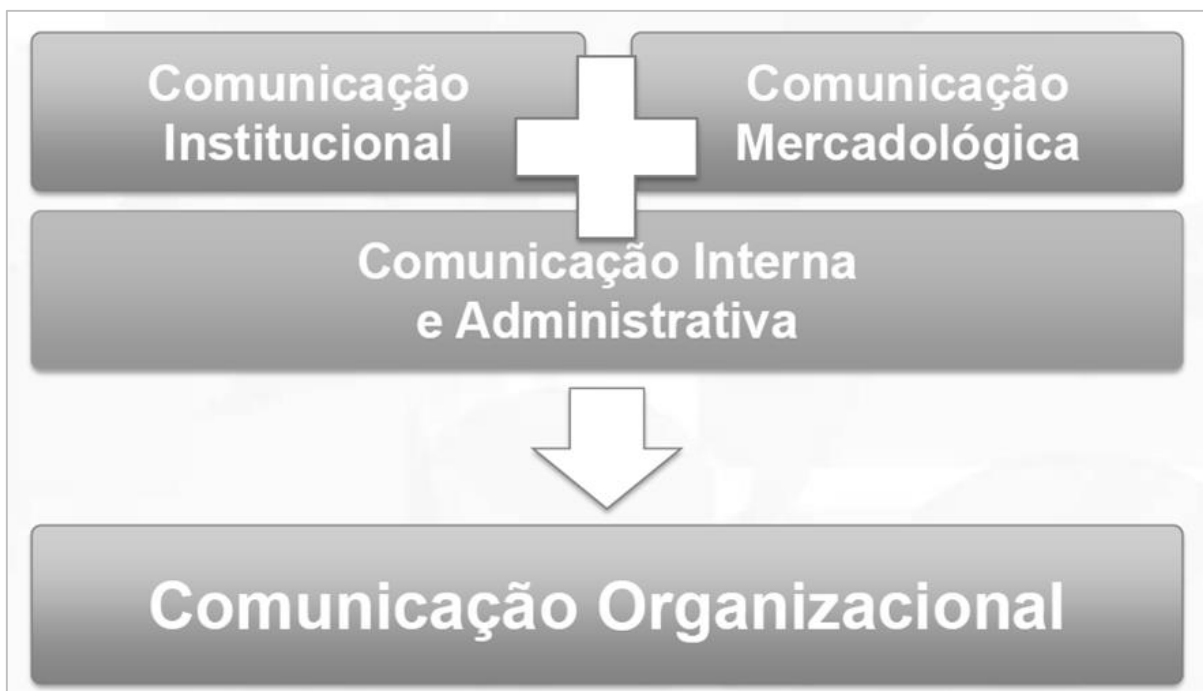 Comunicação
Institucional
Comunicação
Mercadológica
Comunicação Interna
e Administrativa
Comunicação Organizacional